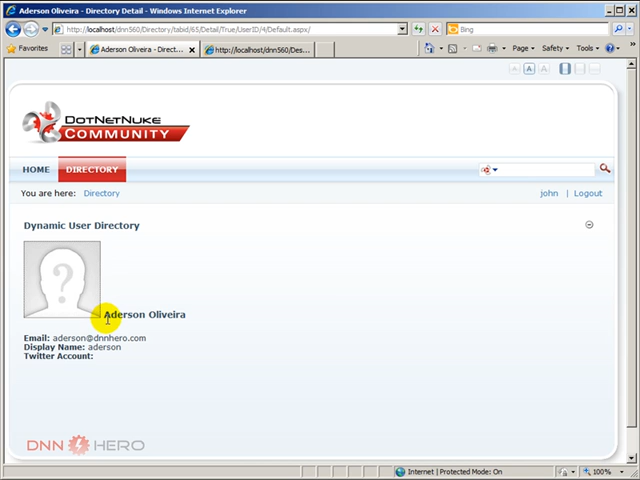 Aderson Oliveira - Directory Detail - Windows Internet Explorer
http://localhost/dnn560/Directory/tabid/65/Detail/True/UserID/4/Default.aspx/
Bing
Favorites
Aderson Oliveira - Direct...
http://localhost/dnn560/Des...
Page
Safety
Tools
A A A
DOTNETNUKE
COMMUNITY
HOME DIRECTORY
You are here: Directory
john | Logout
Dynamic User Directory
?
Aderson Oliveira
Email: aderson@dnnhero.com
Display Name: aderson
Twitter Account:
DNN HERO
Internet | Protected Mode: On
100%